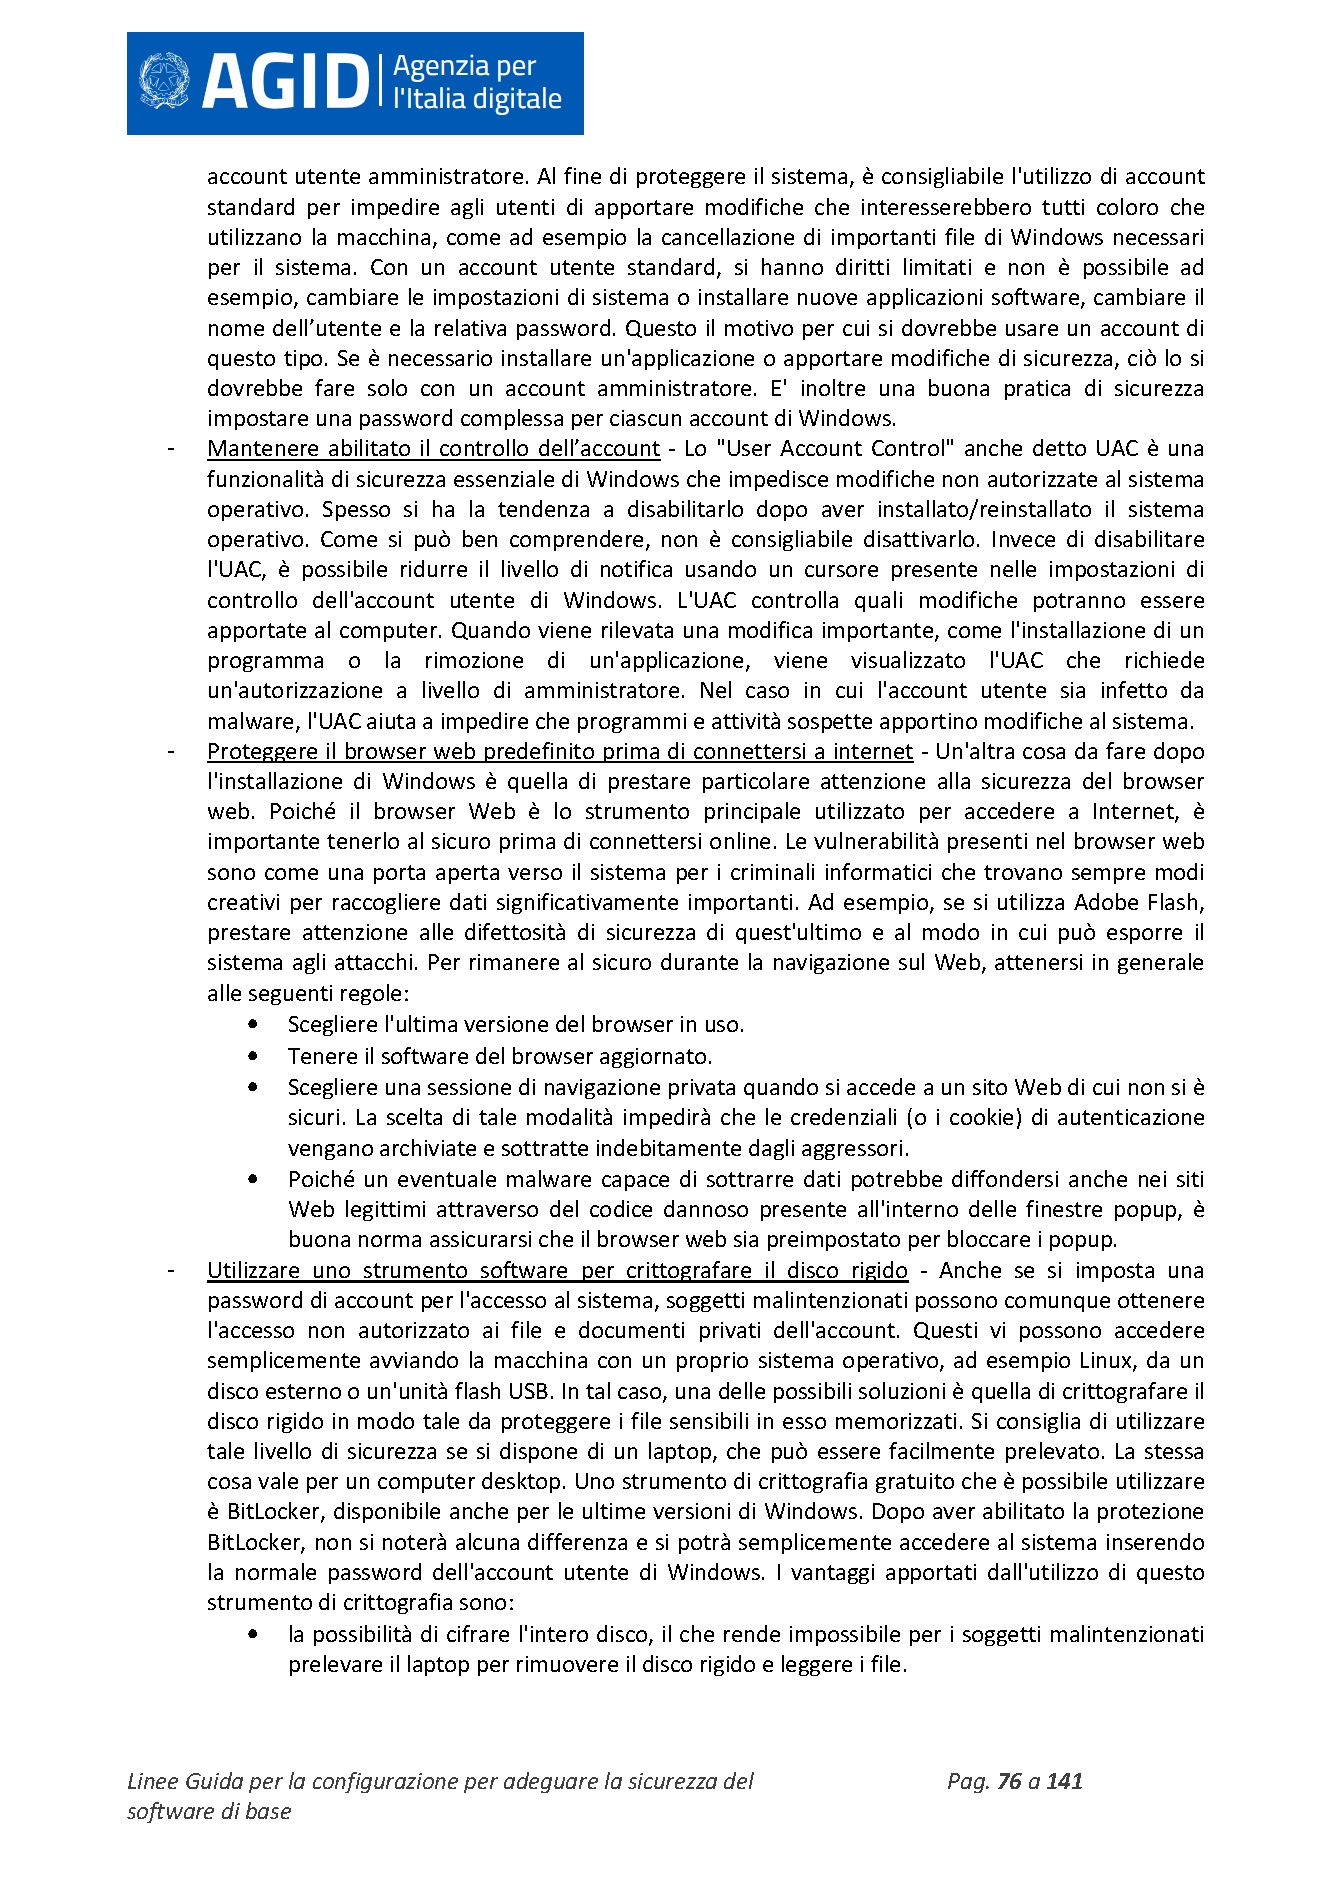 AGID Agenzia per
l'Italia digitale
account utente amministratore. Al fine di proteggere il sistema, è consigliabile l'utilizzo di account
standard per impedire agli utenti di apportare modifiche che interesserebbero tutti coloro che
utilizzano la macchina, come ad esempio la cancellazione di importanti file di Windows necessari
per il sistema. Con un account utente standard, si hanno diritti limitati e non è possibile ad
esempio, cambiare le impostazioni di sistema o installare nuove applicazioni software, cambiare il
nome dell’utente e la relativa password. Questo il motivo per cui si dovrebbe usare un account di
questo tipo. Se è necessario installare un'applicazione o apportare modifiche di sicurezza, ciò lo si
dovrebbe fare solo con un account amministratore. E' inoltre una buona pratica di sicurezza
impostare una password complessa per ciascun account di Windows.
- Mantenere abilitato il controllo dell’account - Lo "User Account Control" anche detto UAC è una
funzionalità di sicurezza essenziale di Windows che impedisce modifiche non autorizzate al sistema
operativo. Spesso si ha la tendenza a disabilitarlo dopo aver installato/reinstallato il sistema
operativo. Come si può ben comprendere, non è consigliabile disattivarlo. Invece di disabilitare
l'UAC, è possibile ridurre il livello di notifica usando un cursore presente nelle impostazioni di
controllo dell'account utente di Windows. L'UAC controlla quali modifiche potranno essere
apportate al computer. Quando viene rilevata una modifica importante, come l'installazione di un
programma o la rimozione di un'applicazione, viene visualizzato l'UAC che richiede
un'autorizzazione a livello di amministratore. Nel caso in cui l'account utente sia infetto da
malware, l'UAC aiuta a impedire che programmi e attività sospette apportino modifiche al sistema.
- Proteggere il browser web predefinito prima di connettersi a internet - Un'altra cosa da fare dopo
l'installazione di Windows è quella di prestare particolare attenzione alla sicurezza del browser
web. Poiché il browser Web è lo strumento principale utilizzato per accedere a Internet, è
importante tenerlo al sicuro prima di connettersi online. Le vulnerabilità presenti nel browser web
sono come una porta aperta verso il sistema per i criminali informatici che trovano sempre modi
creativi per raccogliere dati significativamente importanti. Ad esempio, se si utilizza Adobe Flash,
prestare attenzione alle difettosità di sicurezza di quest'ultimo e al modo in cui può esporre il
sistema agli attacchi. Per rimanere al sicuro durante la navigazione sul Web, attenersi in generale
alle seguenti regole:
• Scegliere l'ultima versione del browser in uso.
• Tenere il software del browser aggiornato.
• Scegliere una sessione di navigazione privata quando si accede a un sito Web di cui non si è
sicuri. La scelta di tale modalità impedirà che le credenziali (o i cookie) di autenticazione
vengano archiviate e sottratte indebitamente dagli aggressori.
• Poiché un eventuale malware capace di sottrarre dati potrebbe diffondersi anche nei siti
Web legittimi attraverso del codice dannoso presente all'interno delle finestre popup, è
buona norma assicurarsi che il browser web sia preimpostato per bloccare i popup.
- Utilizzare uno strumento software per crittografare il disco rigido - Anche se si imposta una
password di account per l'accesso al sistema, soggetti malintenzionati possono comunque ottenere
l'accesso non autorizzato ai file e documenti privati dell'account. Questi vi possono accedere
semplicemente avviando la macchina con un proprio sistema operativo, ad esempio Linux, da un
disco esterno o un'unità flash USB. In tal caso, una delle possibili soluzioni è quella di crittografare il
disco rigido in modo tale da proteggere i file sensibili in esso memorizzati. Si consiglia di utilizzare
tale livello di sicurezza se si dispone di un laptop, che può essere facilmente prelevato. La stessa
cosa vale per un computer desktop. Uno strumento di crittografia gratuito che è possibile utilizzare
è BitLocker, disponibile anche per le ultime versioni di Windows. Dopo aver abilitato la protezione
BitLocker, non si noterà alcuna differenza e si potrà semplicemente accedere al sistema inserendo
la normale password dell'account utente di Windows. I vantaggi apportati dall'utilizzo di questo
strumento di crittografia sono:
• la possibilità di cifrare l'intero disco, il che rende impossibile per i soggetti malintenzionati
prelevare il laptop per rimuovere il disco rigido e leggere i file.
Linee Guida per la configurazione per adeguare la sicurezza del Pag. 76 a 141
software di base